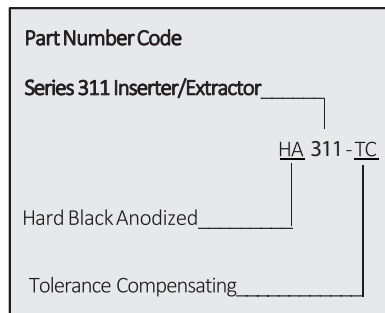 Part Number Code
Series 311 Inserter/Extractor
HA 311-TC
Hard Black Anodized
Tolerance Compensating